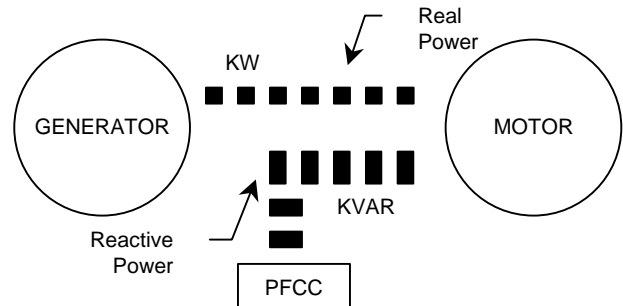 Real
Power
KW
GENERATOR
MOTOR
KVAR
Reactive
Power
PFCC